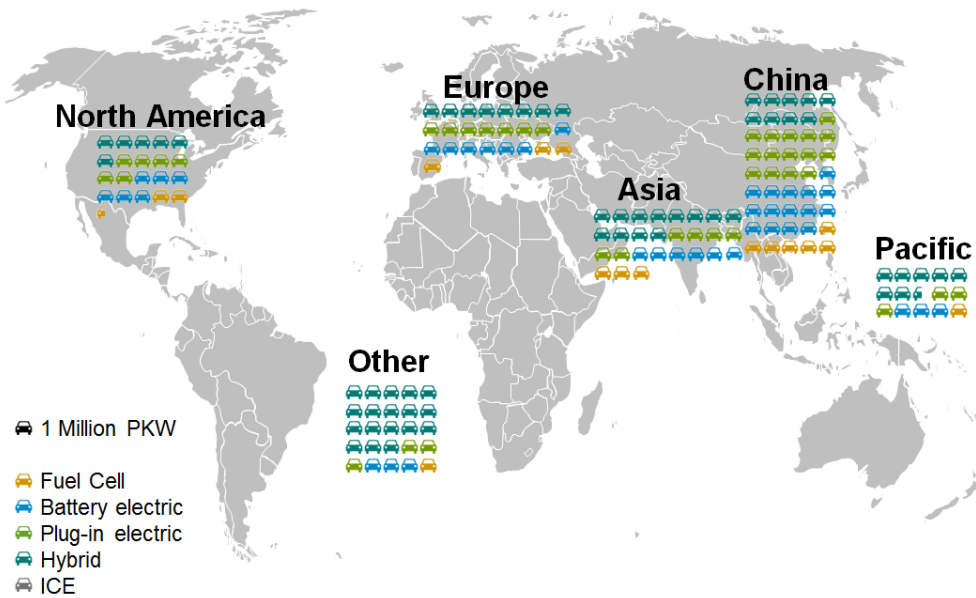 China
Europe
North America
Asia
Pacific
Other
1 Million PKW
Fuel Cell
Battery electric
Plug-in electric
Hybrid
ICE